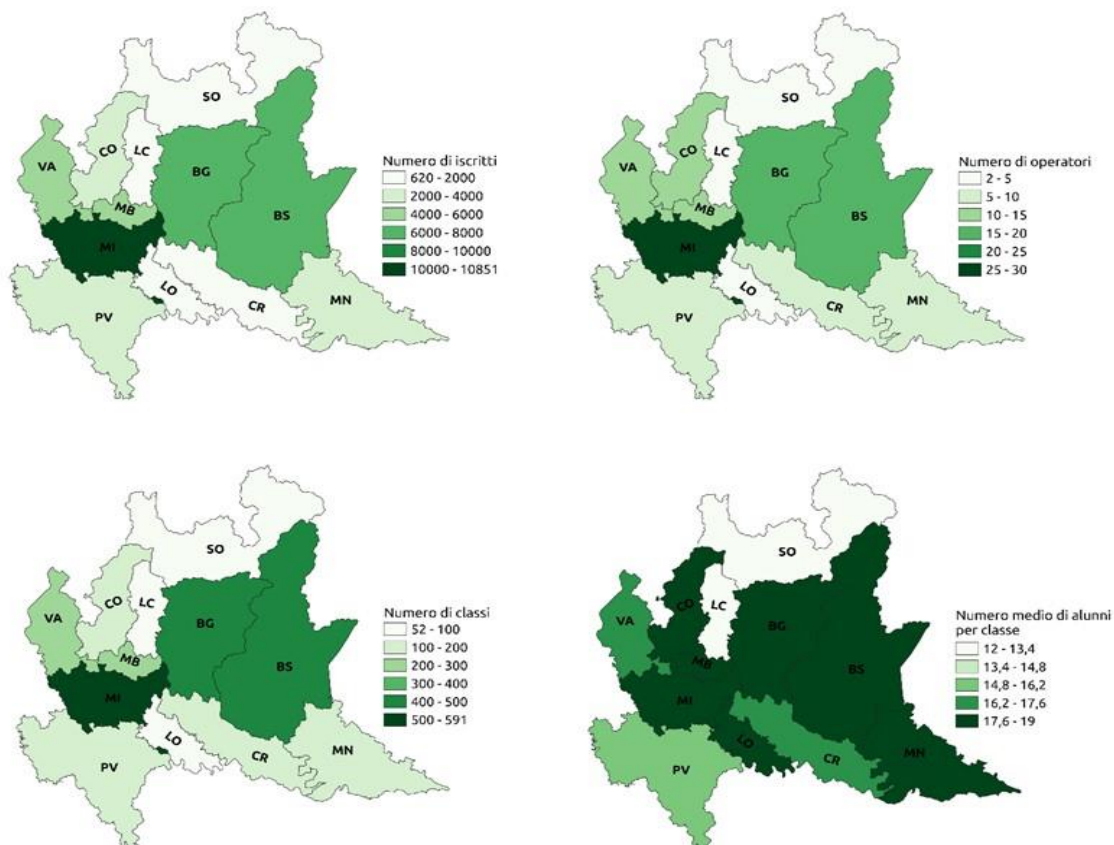 SO
VA
CO
LC
BG
MB
BS
MI
LO
CR
MN
PV
Numero di iscritti
620 - 2000
2000 - 4000
4000 - 6000
6000 - 8000
8000 - 10000
10000 - 10851
SO
VA
CO
LC
BG
MB
BS
MI
LO
CR
MN
PV
Numero di operatori
2 - 5
5 - 10
10 - 15
15 - 20
20 - 25
25 - 30
SO
VA
CO
LC
BG
MB
BS
MI
LO
CR
MN
PV
Numero di classi
52 - 100
100 - 200
200 - 300
300 - 400
400 - 500
500 - 591
SO
VA
CO
LC
BG
MB
BS
MI
LO
CR
MN
PV
Numero medio di alunni
per classe
12 - 13,4
13,4 - 14,8
14,8 - 16,2
16,2 - 17,6
17,6 - 19